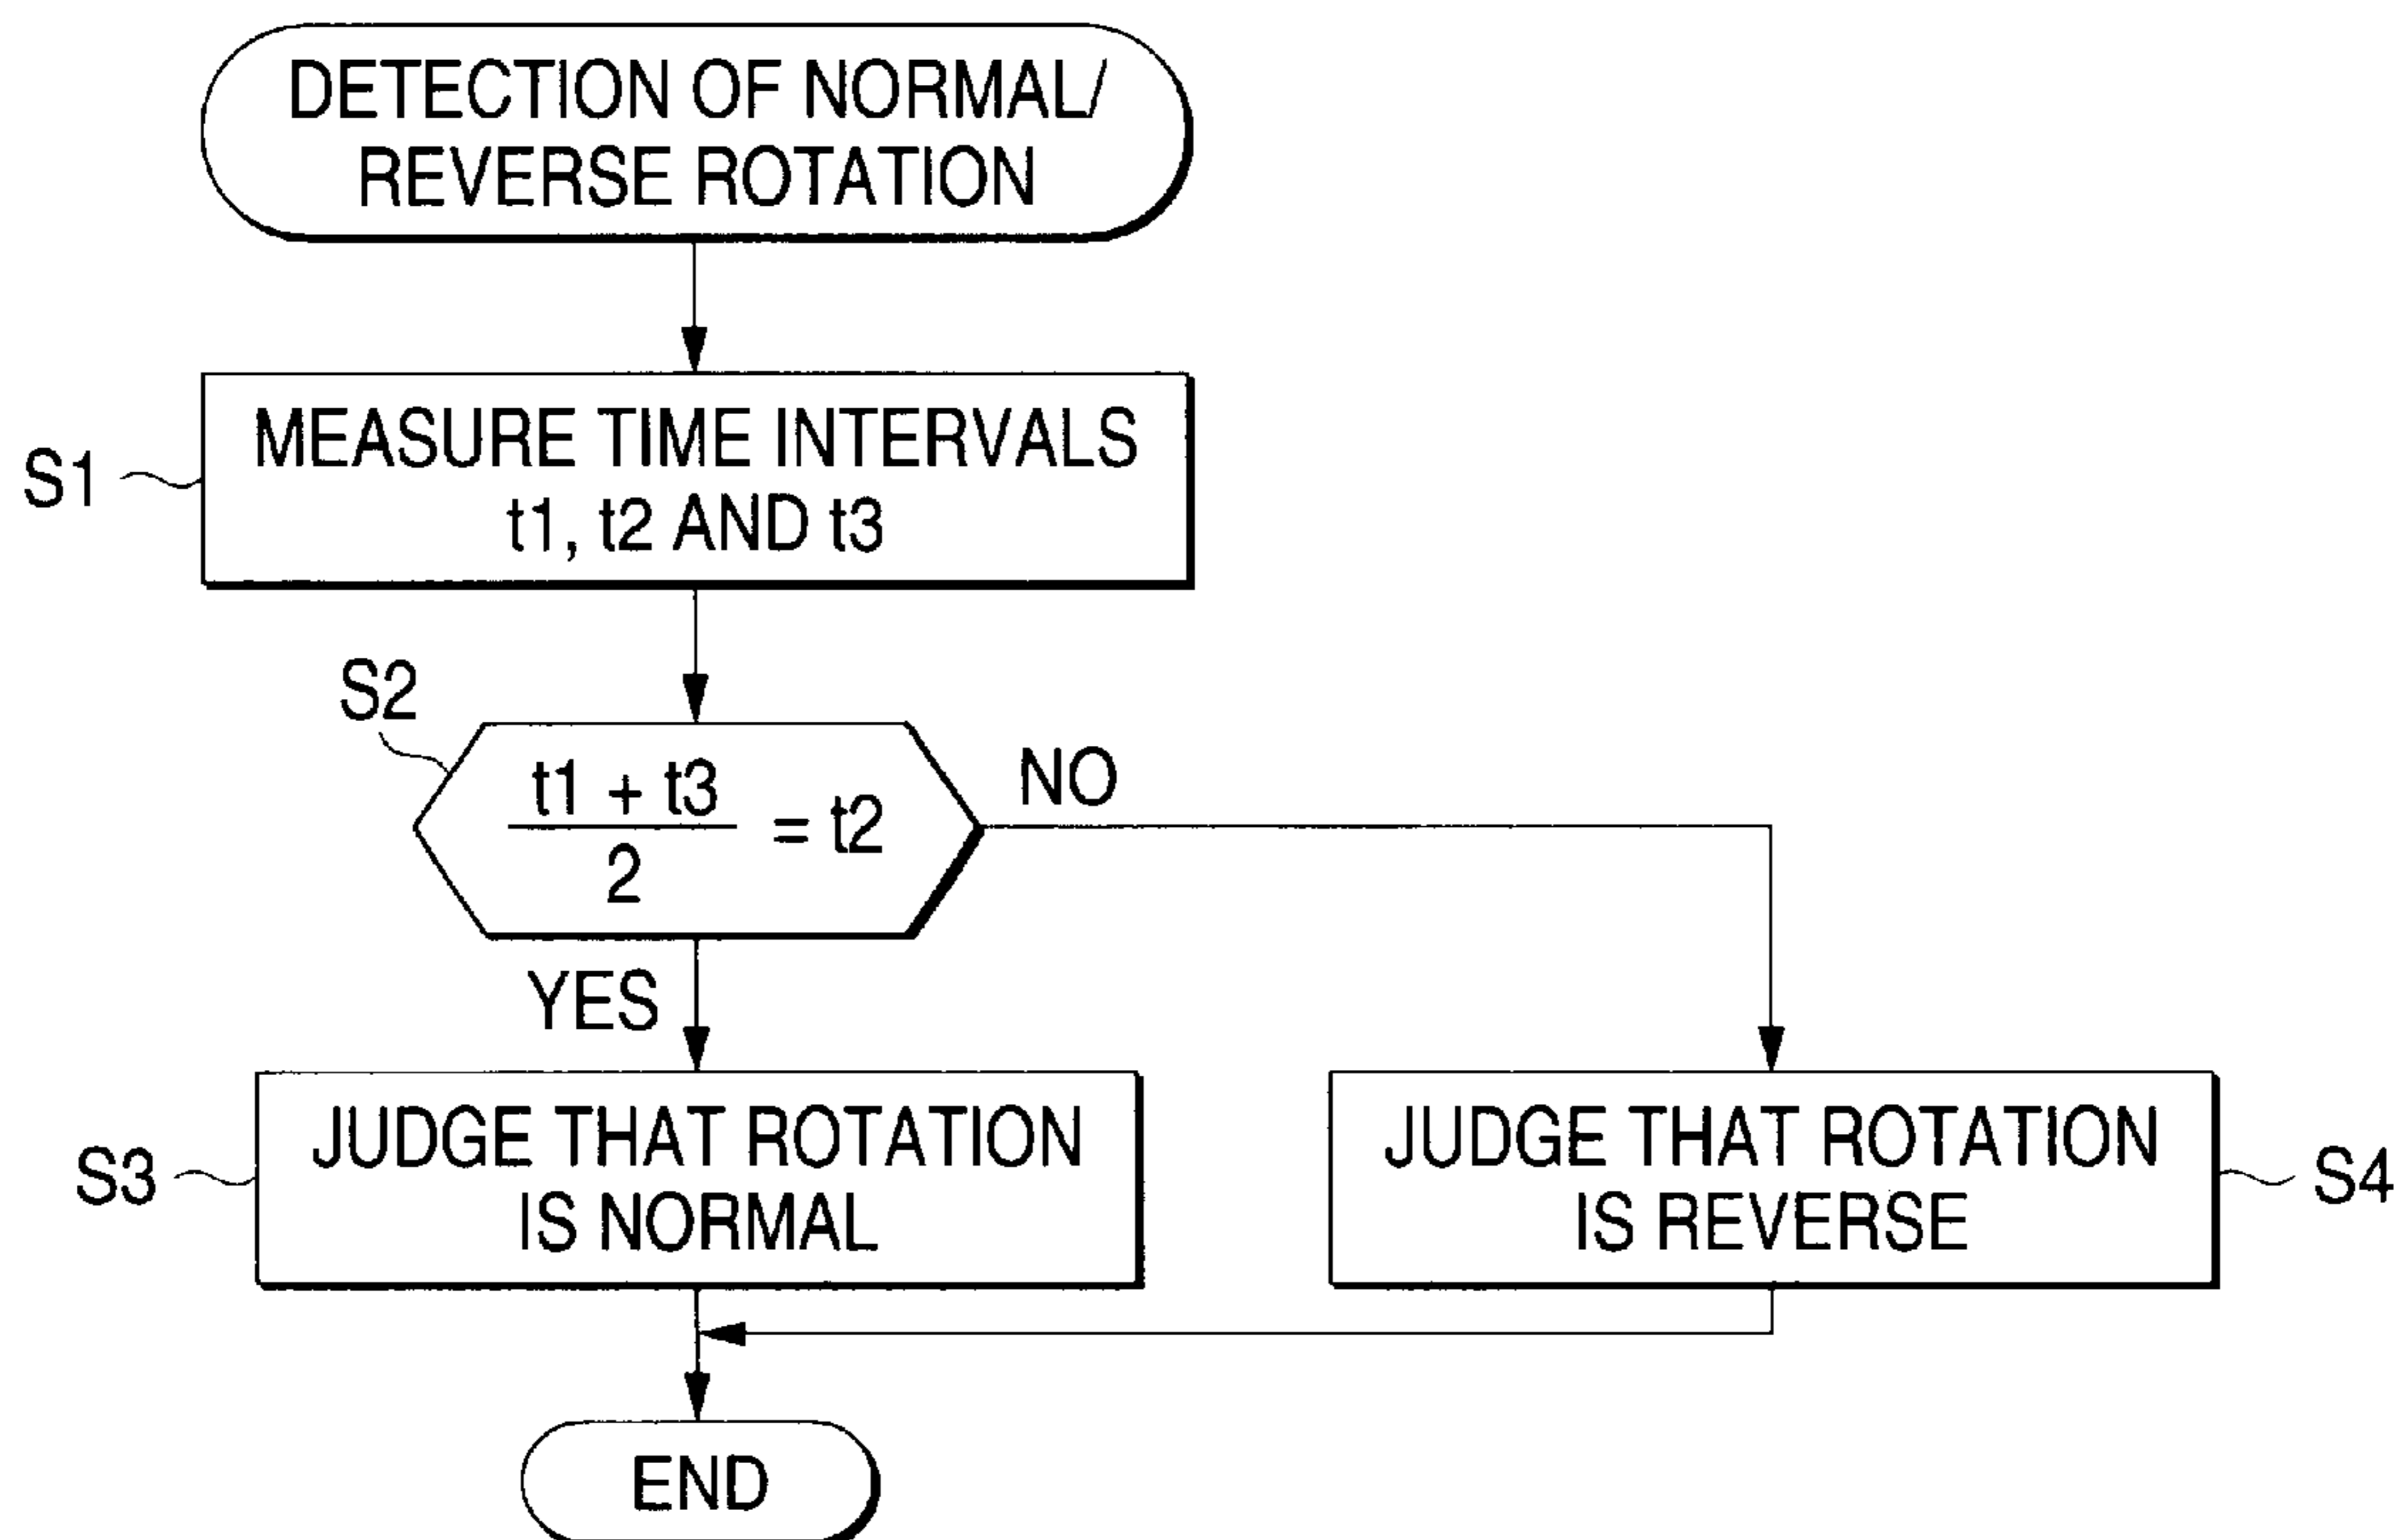 DETECTION OF NORMAL/
REVERSE ROTATION
S1
MEASURE TIME INTERVALS
t1, t2 AND t3
S2
t1 + t3
2
= t2
NO
YES
S3
JUDGE THAT ROTATION
IS NORMAL
JUDGE THAT ROTATION
IS REVERSE
S4
END